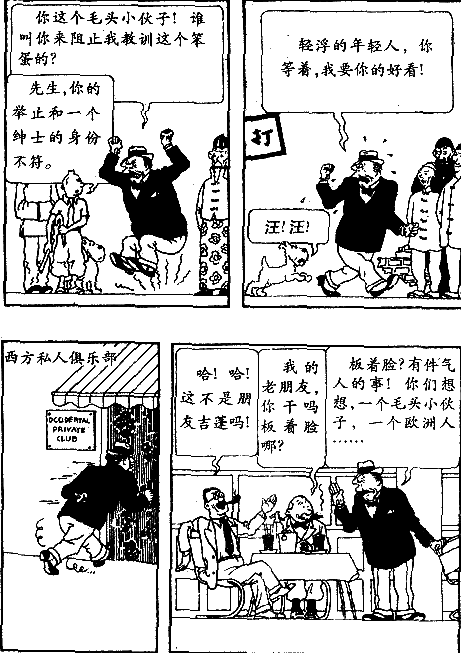 你这个毛头小伙子！谁
叫你来阻止我教训这个笨
蛋的？
先生，你的
举止和一个
绅士的身份
不符。
轻浮的年轻人，你
等着，我要你的好看！
打
汪！汪！
西方私人俱乐部
OCCIDENTAL
PRIVATE
CLUB
哈！哈！
这不是朋
友吉蓬吗！
我的
老朋友，
你干吗
板着脸
哪？
板着脸？有件气
人的事！你们想
想，一个毛头小伙
子，一个欧洲人
……